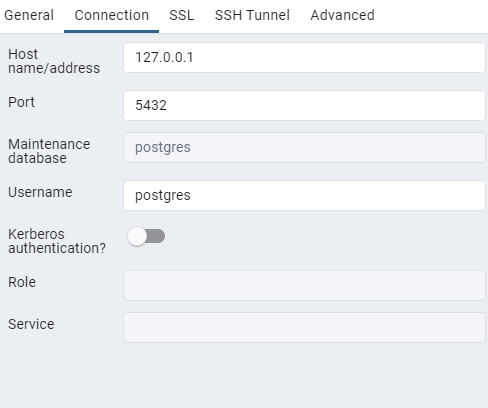 General Connection SSL SSH Tunnel Advanced
Host
name/address
127.0.0.1
Port
5432
Maintenance
database
postgres
Username
postgres
Kerberos
authentication?
Role
Service